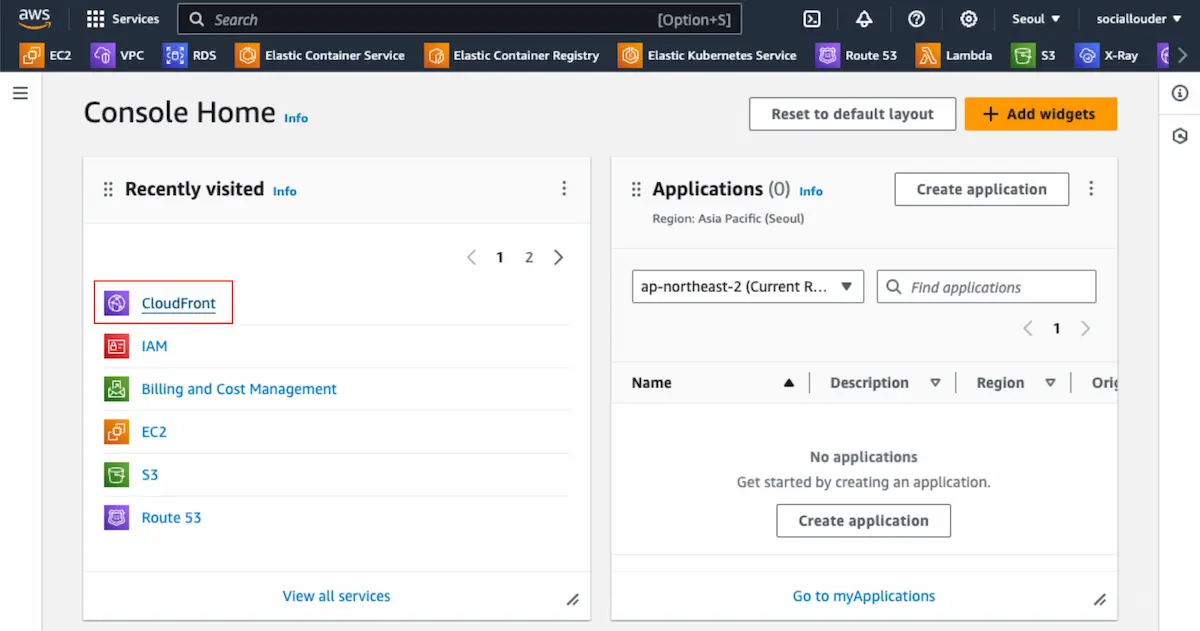 aws Services Search [Option+S] Seoul sociallouder
EC2 VPC RDS Elastic Container Service Elastic Container Registry Elastic Kubernetes Service Route 53 Lambda S3 X-Ray
Console Home Info
Reset to default layout
Add widgets
Recently visited Info
1 2
CloudFront
IAM
Billing and Cost Management
EC2
S3
Route 53
View all services
Applications (0) Info
Region: Asia Pacific (Seoul)
Create application
ap-northeast-2 (Current R...
Find applications
1
Name Description Region Orig
No applications
Get started by creating an application.
Create application
Go to myApplications